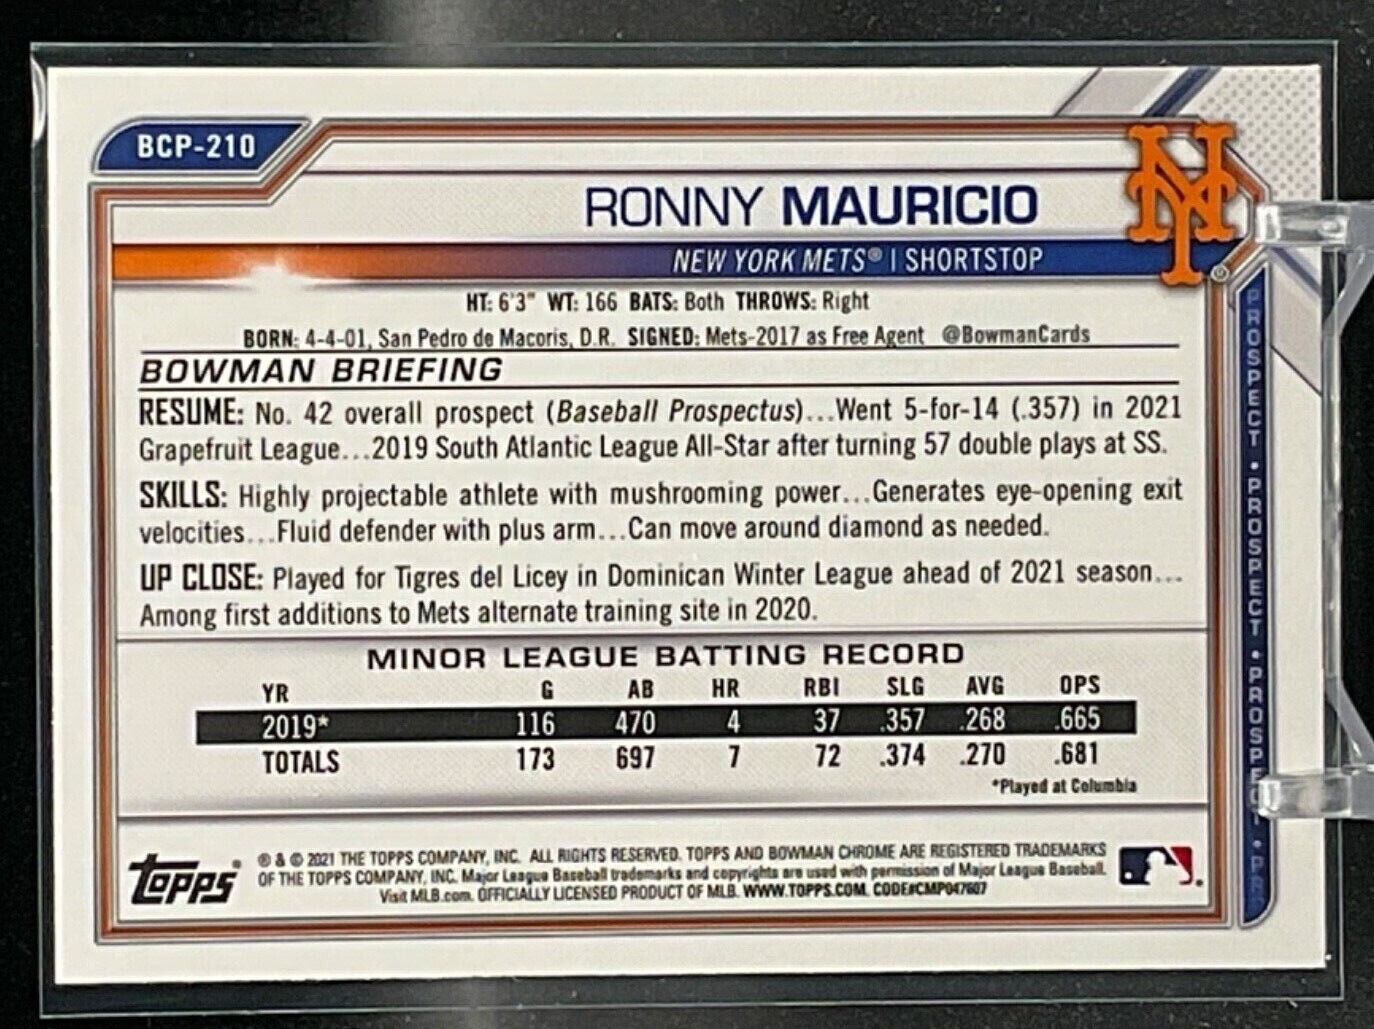 BCP-210
RONNY MAURICIO
NEW YORK METS® | SHORTSTOP
HT: 6'3" WT: 166 BATS: Both THROWS: Right
BORN: 4-4-01, San Pedro de Macoris, D.R. SIGNED: Mets-2017 as Free Agent @BowmanCards
BOWMAN BRIEFING
RESUME: No. 42 overall prospect (Baseball Prospectus)...Went 5-for-14 (.357) in 2021
Grapefruit League...2019 South Atlantic League All-Star after turning 57 double plays at SS.
SKILLS: Highly projectable athlete with mushrooming power...Generates eye-opening exit
velocities...Fluid defender with plus arm...Can move around diamond as needed.
UP CLOSE: Played for Tigres del Licey in Dominican Winter League ahead of 2021 season...
Among first additions to Mets alternate training site in 2020.
MINOR LEAGUE BATTING RECORD
YR G AB HR RBI SLG AVG OPS
2019* 116 470 4 37 .357 .268 .665
TOTALS 173 697 7 72 .374 .270 .681
*Played at Columbia
Topps® ® & © 2021 THE TOPPS COMPANY, INC. ALL RIGHTS RESERVED. TOPPS AND BOWMAN CHROME ARE REGISTERED TRADEMARKS
OF THE TOPPS COMPANY, INC. Major League Baseball trademarks and copyrights are used with permission of Major League Baseball.
Visit MLB.com. OFFICIALLY LICENSED PRODUCT OF MLB. WWW.TOPPS.COM. CODE#CMP047607
NY®
PROSPECT • PROSPECT • PROSPECT • PR